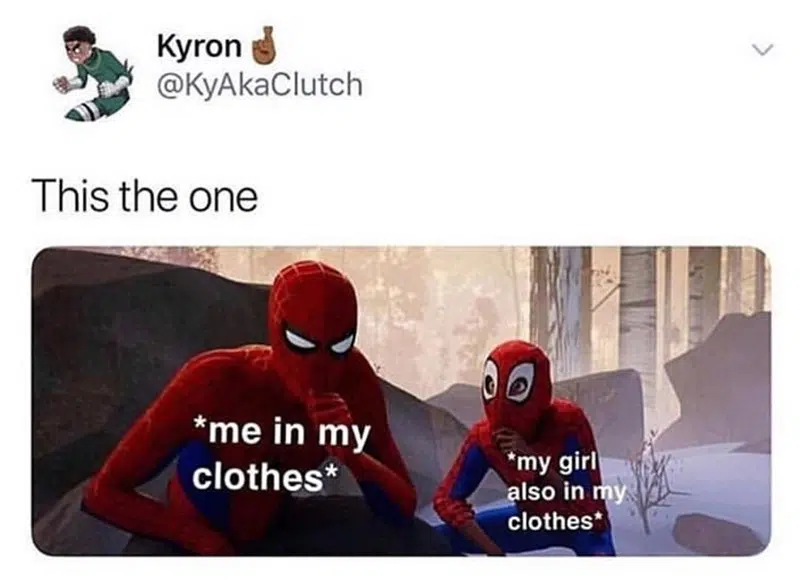 Kyron 🤞🏾
@KyAkaClutch
This the one
*me in my
clothes*
*my girl
also in my
clothes*